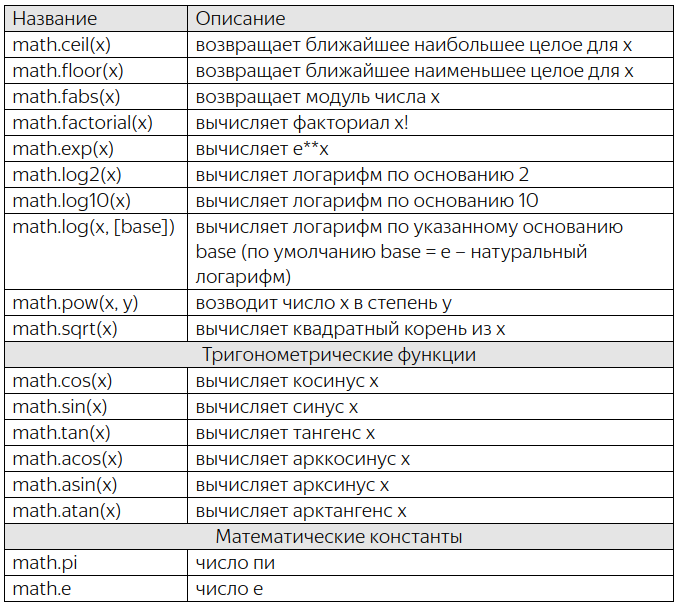 Название Описание
math.ceil(x) возвращает ближайшее наибольшее целое для x
math.floor(x) возвращает ближайшее наименьшее целое для x
math.fabs(x) возвращает модуль числа x
math.factorial(x) вычисляет факториал x!
math.exp(x) вычисляет e**x
math.log2(x) вычисляет логарифм по основанию 2
math.log10(x) вычисляет логарифм по основанию 10
math.log(x, [base]) вычисляет логарифм по указанному основанию
base (по умолчанию base = e – натуральный
логарифм)
math.pow(x, y) возводит число x в степень y
math.sqrt(x) вычисляет квадратный корень из x
Тригонометрические функции
math.cos(x) вычисляет косинус x
math.sin(x) вычисляет синус x
math.tan(x) вычисляет тангенс x
math.acos(x) вычисляет арккосинус x
math.asin(x) вычисляет арксинус x
math.atan(x) вычисляет арктангенс x
Математические константы
math.pi число пи
math.e число e